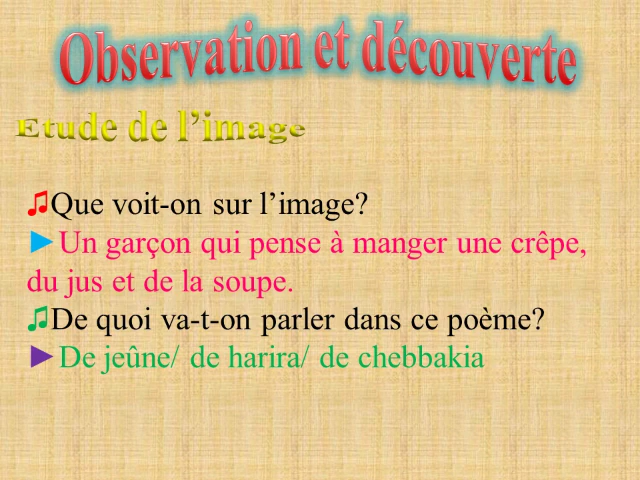 Observation et découverte
Etude de l'image
♫Que voit-on sur l'image?
►Un garçon qui pense à manger une crêpe,
du jus et de la soupe.
♫De quoi va-t-on parler dans ce poème?
►De jeûne/ de harira/ de chebbakia